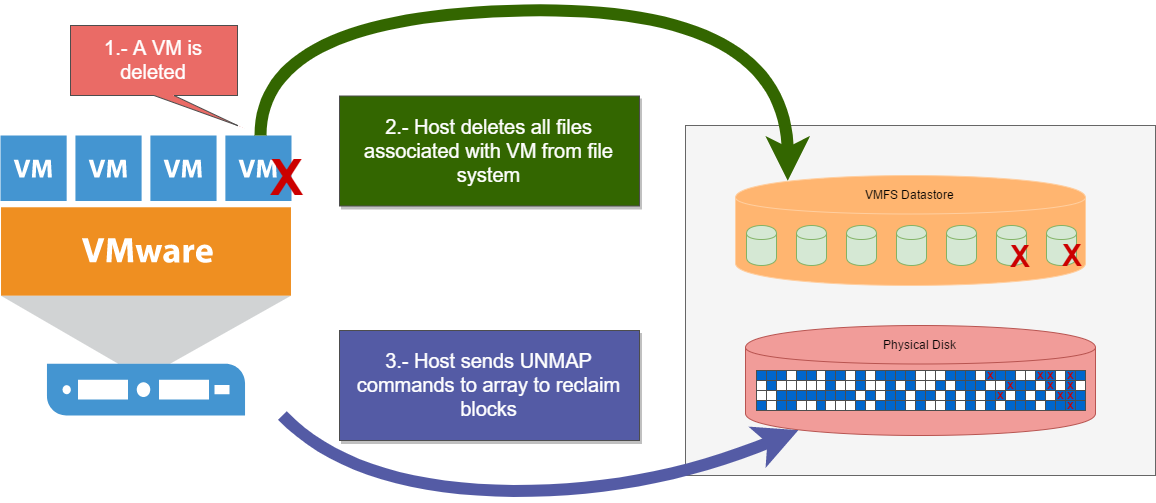 1.- A VM is
deleted
2.- Host deletes all files
associated with VM from file
system
VM
VM
VM
VM
X
VMware
VMFS Datastore
X
X
3.- Host sends UNMAP
commands to array to reclaim
blocks
Physical Disk